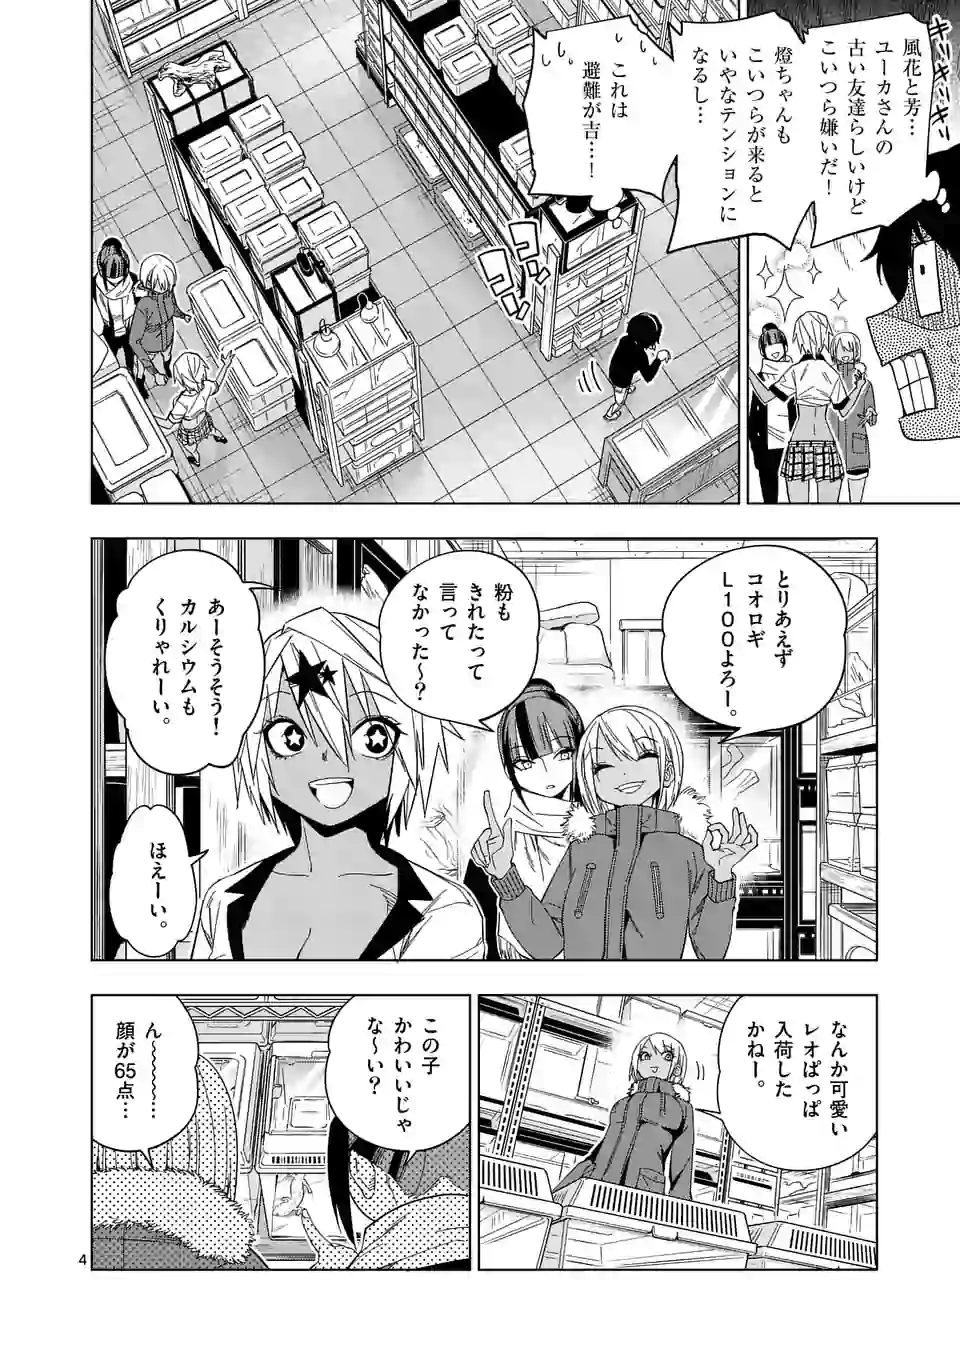 キリ
キリキリ
風花と芳…
ユーカさんの
古い友達らしいけど
こいつら嫌いだ！
燈ちゃんも
こいつらが来ると
いやなテンションに
なるし…
これは
避難が吉…！
コソ
コソ
とりあえず
コオロギ
L100よろー。
粉も
きれたって
言って
なかった〜？
あーそうそう！
カルシウムも
くりゃれーい。
ほえーい。
なんか可愛い
レオぱっぱ
入荷した
かねー。
この子
かわいいじゃ
な〜い？
ん〜〜〜〜
顔が65点…
4